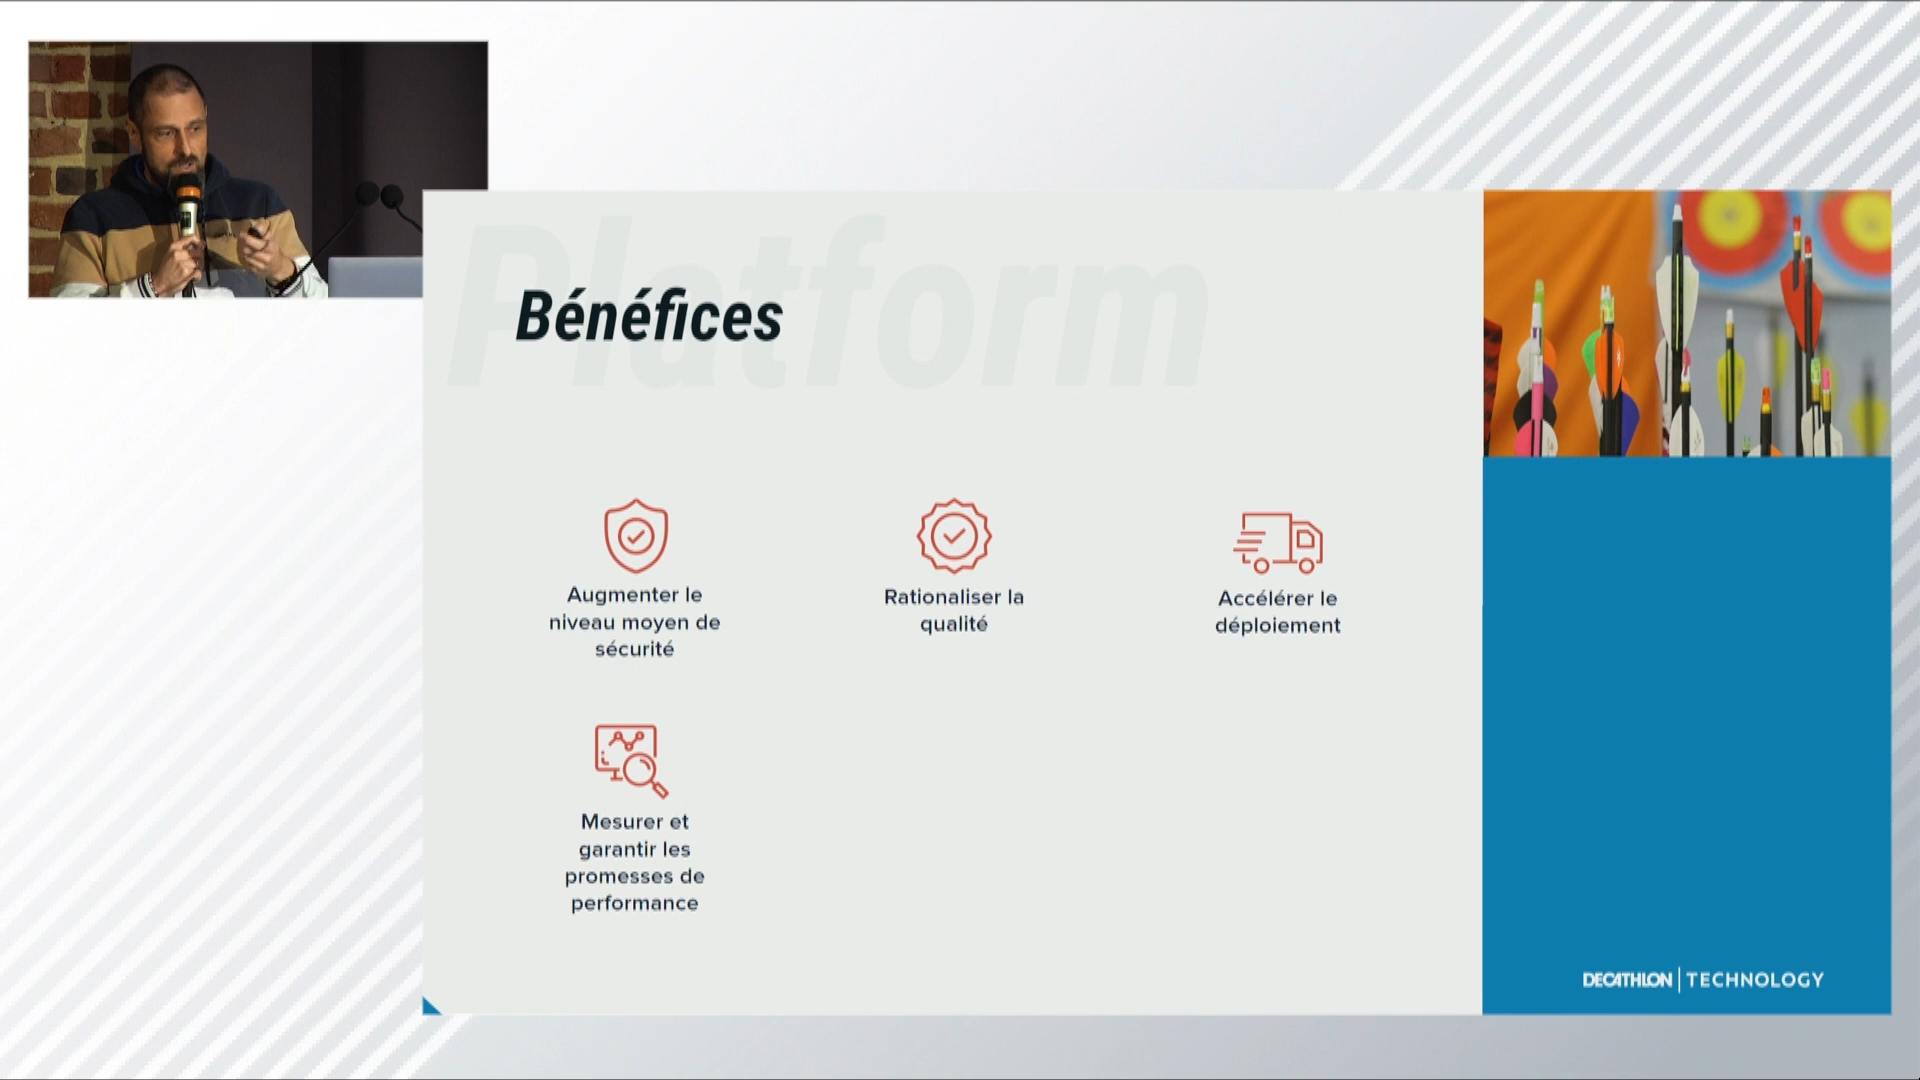 Platform
Bénéfices
Augmenter le
niveau moyen de
sécurité
Rationaliser la
qualité
Accélérer le
déploiement
Mesurer et
garantir les
promesses de
performance
DECATHLON | TECHNOLOGY